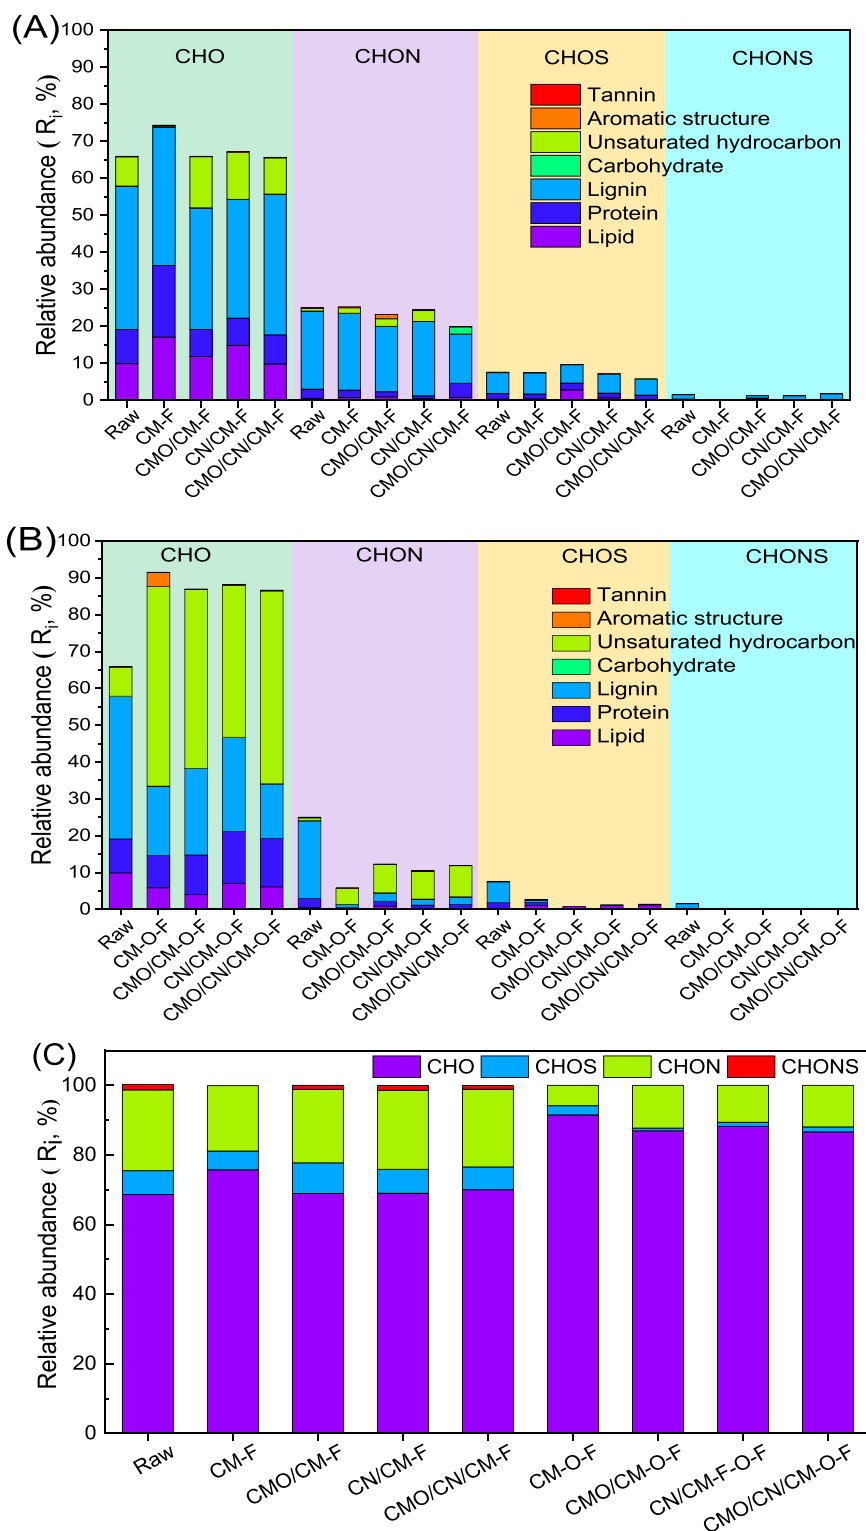 (A)
100
90
80
70
60
50
40
30
20
10
0
Relative abundance ( Ri, %)
CHO
CHON
CHOS
CHONS
Tannin
Aromatic structure
Unsaturated hydrocarbon
Carbohydrate
Lignin
Protein
Lipid
Raw
CM-F
CMO/CM-F
CN/CM-F
CMO/CN/CM-F
Raw
CM-F
CMO/CM-F
CN/CM-F
CMO/CN/CM-F
Raw
CM-F
CMO/CM-F
CN/CM-F
CMO/CN/CM-F
Raw
CM-F
CMO/CM-F
CN/CM-F
CMO/CN/CM-F
(B)
100
90
80
70
60
50
40
30
20
10
0
Relative abundance ( Ri, %)
CHO
CHON
CHOS
CHONS
Tannin
Aromatic structure
Unsaturated hydrocarbon
Carbohydrate
Lignin
Protein
Lipid
Raw
CM-O-F
CMO/CM-O-F
CN/CM-O-F
CMO/CN/CM-O-F
Raw
CM-O-F
CMO/CM-O-F
CN/CM-O-F
CMO/CN/CM-O-F
Raw
CM-O-F
CMO/CM-O-F
CN/CM-O-F
CMO/CN/CM-O-F
Raw
CM-O-F
CMO/CM-O-F
CN/CM-O-F
CMO/CN/CM-O-F
(C)
CHO CHOS CHON CHONS
100
80
60
40
20
0
Relative abundance ( Ri, %)
Raw
CM-F
CMO/CM-F
CN/CM-F
CMO/CN/CM-F
CM-O-F
CMO/CM-O-F
CN/CM-F-O-F
CMO/CN/CM-O-F